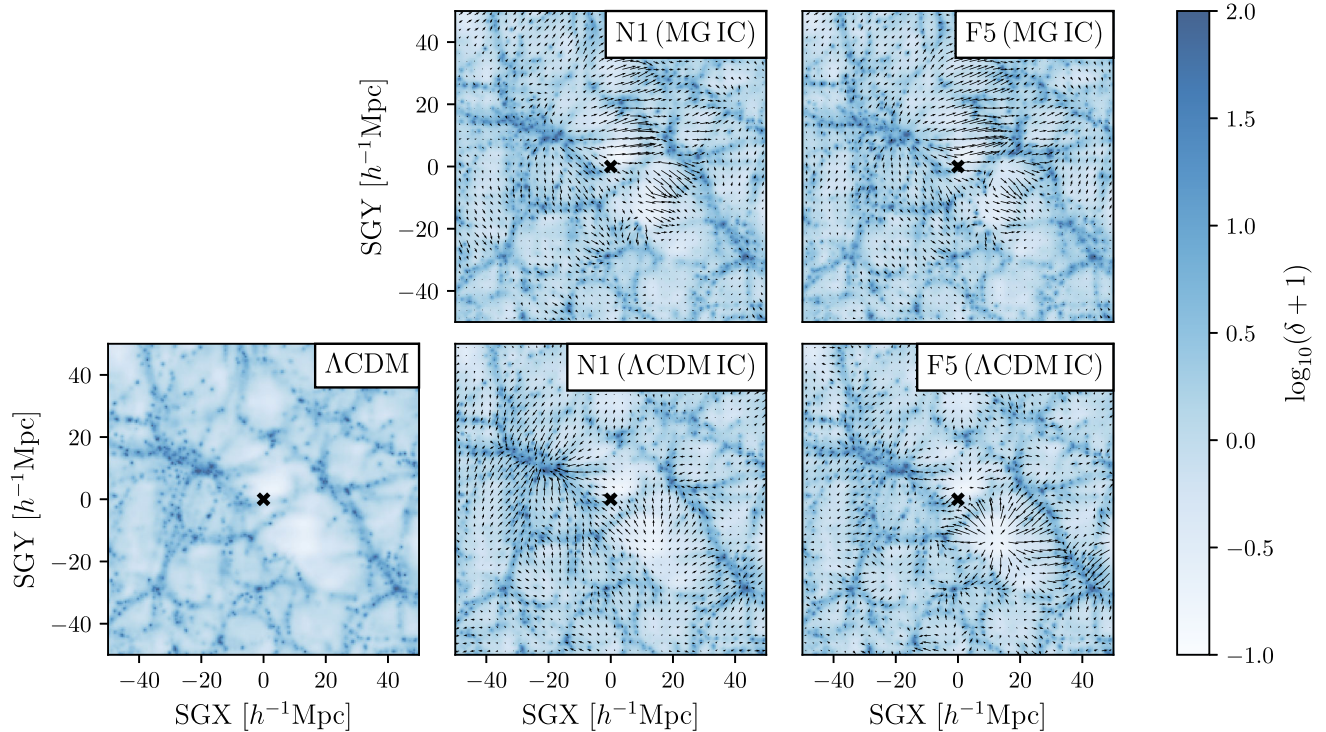 N1 (MG IC)
F5 (MG IC)
40
20
0
−20
−40
SGY [h⁻¹Mpc]
ΛCDM
N1 (ΛCDM IC)
F5 (ΛCDM IC)
40
20
0
−20
−40
SGY [h⁻¹Mpc]
−40 −20 0 20 40
−40 −20 0 20 40
−40 −20 0 20 40
SGX [h⁻¹Mpc]
SGX [h⁻¹Mpc]
SGX [h⁻¹Mpc]
2.0
1.5
1.0
0.5
0.0
−0.5
−1.0
log₁₀(δ + 1)